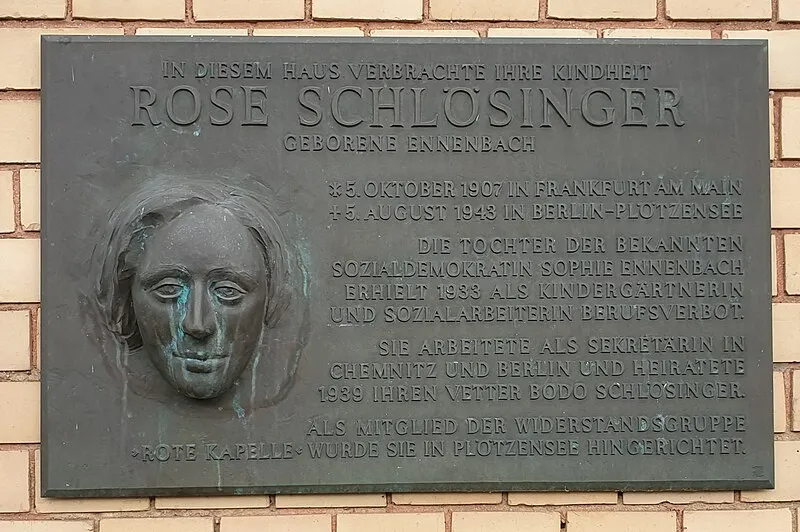 IN DIESEM HAUS VERBRACHTE IHRE KINDHEIT
ROSE SCHLÖSINGER
GEBORENE ENNENBACH
* 5. OKTOBER 1907 IN FRANKFURT AM MAIN
+ 5. AUGUST 1943 IN BERLIN-PLÖTZENSEE
DIE TOCHTER DER BEKANNTEN
SOZIALDEMOKRATIN SOPHIE ENNENBACH
ERHIELT 1933 ALS KINDERGÄRTNERIN
UND SOZIALARBEITERIN BERUFSVERBOT.
SIE ARBEITETE ALS SEKRETÄRIN IN
CHEMNITZ UND BERLIN UND HEIRATETE
1939 IHREN VETTER BODO SCHLÖSINGER.
ALS MITGLIED DER WIDERSTANDSGRUPPE
»ROTE KAPELLE« WURDE SIE IN PLÖTZENSEE HINGERICHTET.